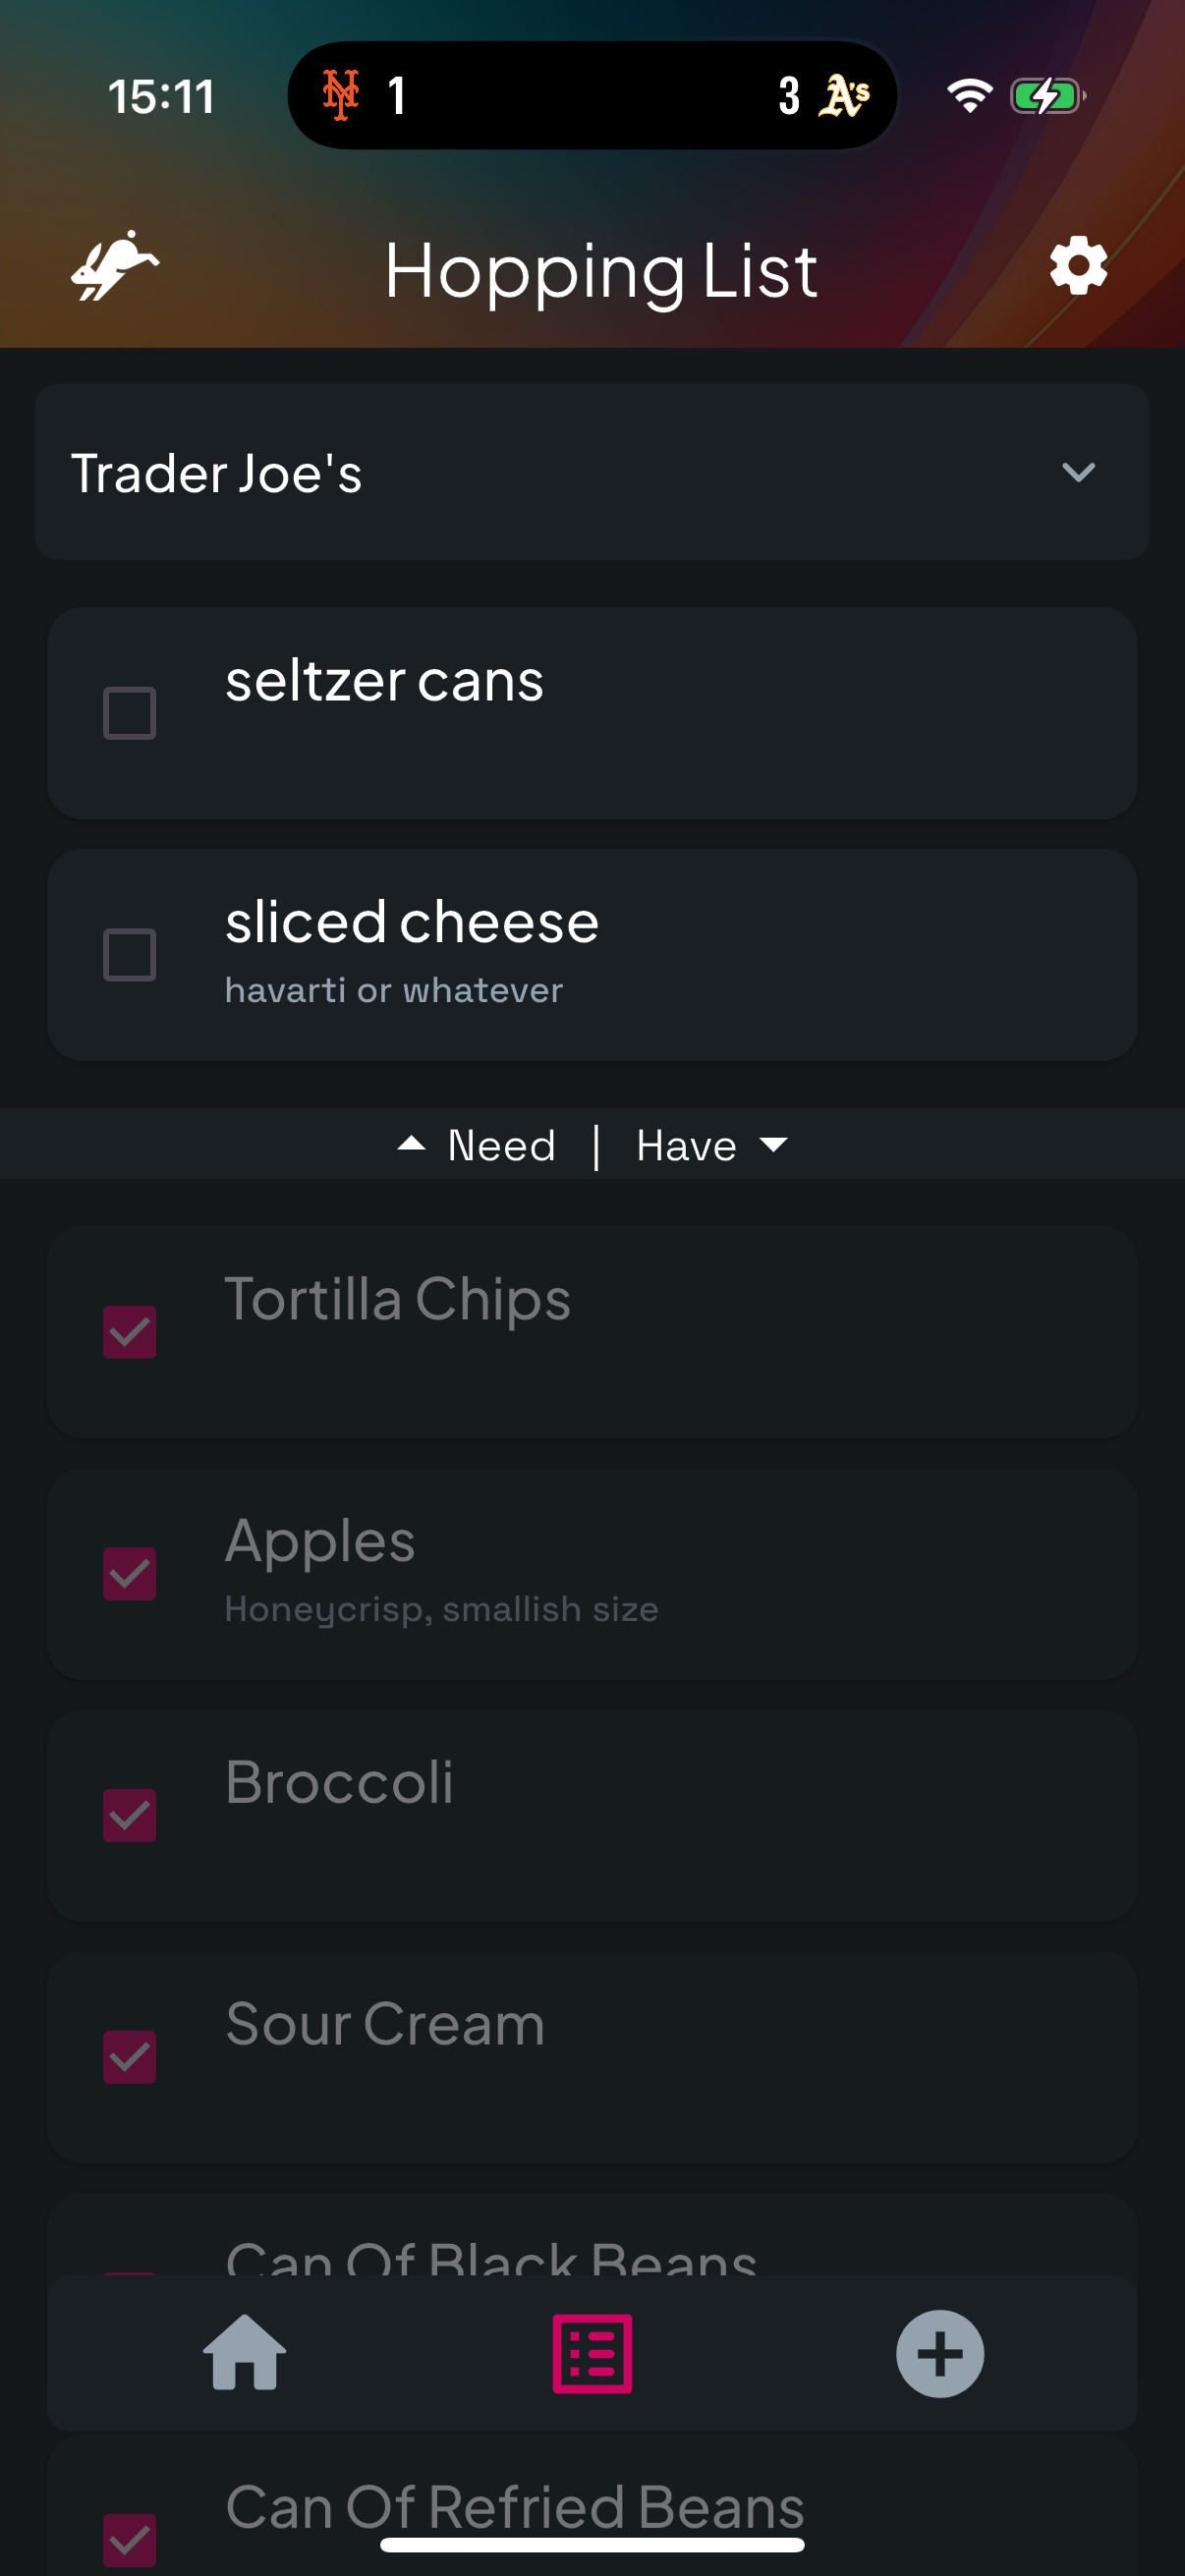 15:11
NY 1
3 A's
Hopping List
Trader Joe's
seltzer cans
sliced cheese
havarti or whatever
Need | Have
Tortilla Chips
Apples
Honeycrisp, smallish size
Broccoli
Sour Cream
Can Of Black Beans
Can Of Refried Beans